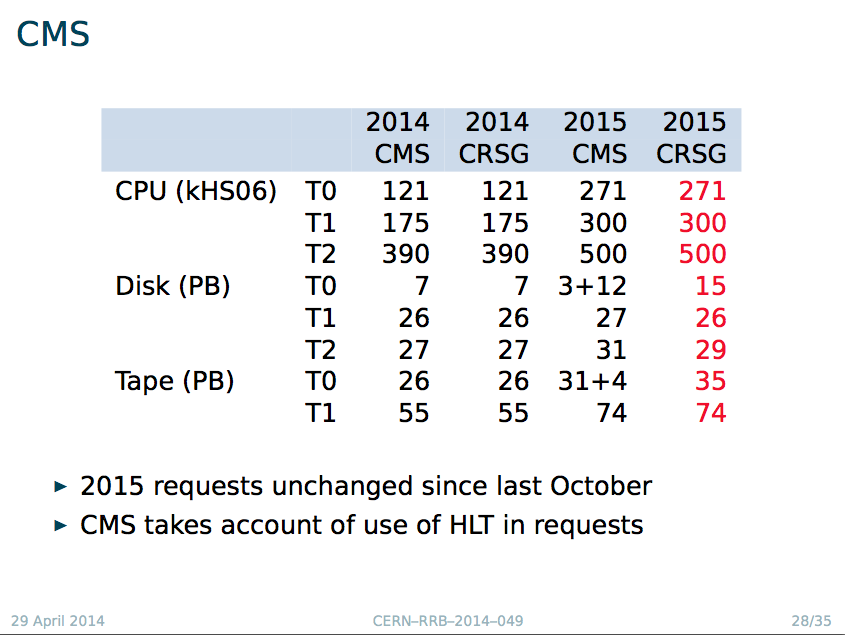 CMS
2014 2014 2015 2015
CMS CRSG CMS CRSG
CPU (kHS06) T0 121 121 271 271
T1 175 175 300 300
T2 390 390 500 500
Disk (PB) T0 7 7 3+12 15
T1 26 26 27 26
T2 27 27 31 29
Tape (PB) T0 26 26 31+4 35
T1 55 55 74 74
► 2015 requests unchanged since last October
► CMS takes account of use of HLT in requests
29 April 2014 CERN–RRB–2014–049 28/35